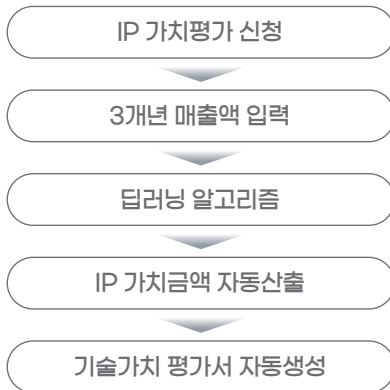 IP 가치평가 신청
3개년 매출액 입력
딥러닝 알고리즘
IP 가치금액 자동산출
기술가치 평가서 자동생성